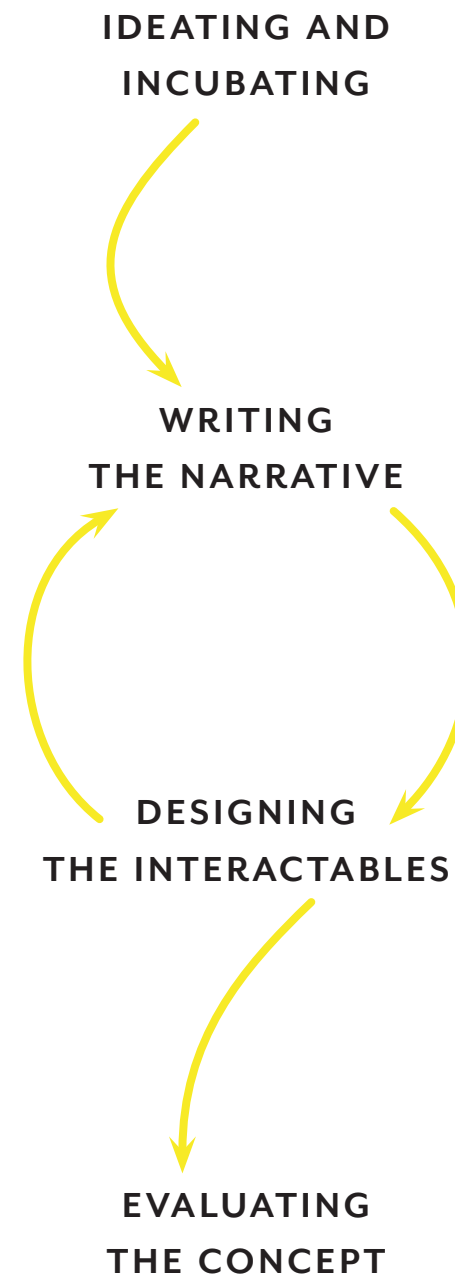 IDEATING AND
INCUBATING
WRITING
THE NARRATIVE
DESIGNING
THE INTERACTABLES
EVALUATING
THE CONCEPT